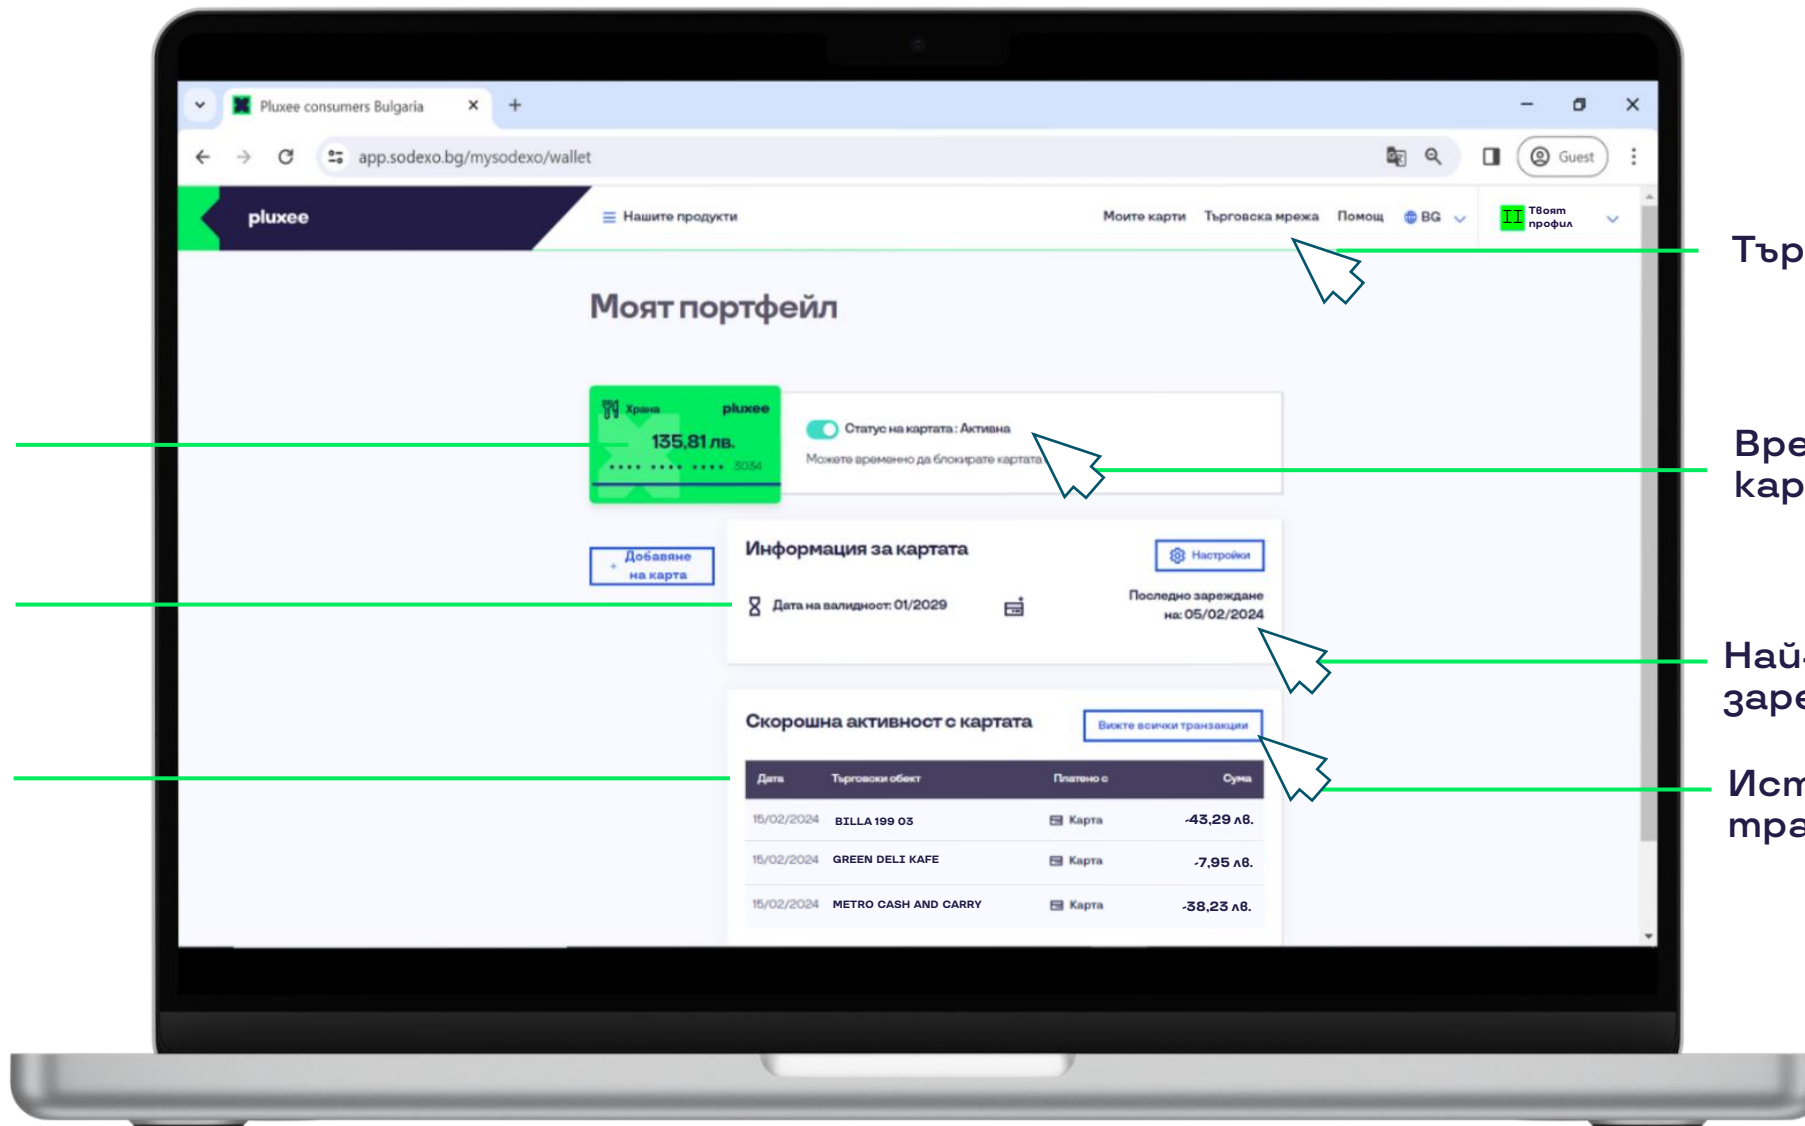 Pluxee consumers Bulgaria
app.sodexo.bg/mysodexo/wallet
Guest
pluxee
Нашите продукти
Моите карти Търговска мрежа Помощ BG
Твоят
профил
Моят портфейл
Храна pluxee
135,81 лв.
•••• •••• •••• 3034
Статус на картата: Активна
Можете временно да блокирате картата
Добавяне
на карта
Информация за картата
Настройки
Дата на валидност: 01/2029
Последно зареждане
на: 05/02/2024
Скорошна активност с картата
Вижте всички транзакции
Дата Търговски обект Платено с Сума
15/02/2024 BILLA 199 03 Карта -43,29 лв.
15/02/2024 GREEN DELI KAFE Карта -7,95 лв.
15/02/2024 METRO CASH AND CARRY Карта -38,23 лв.